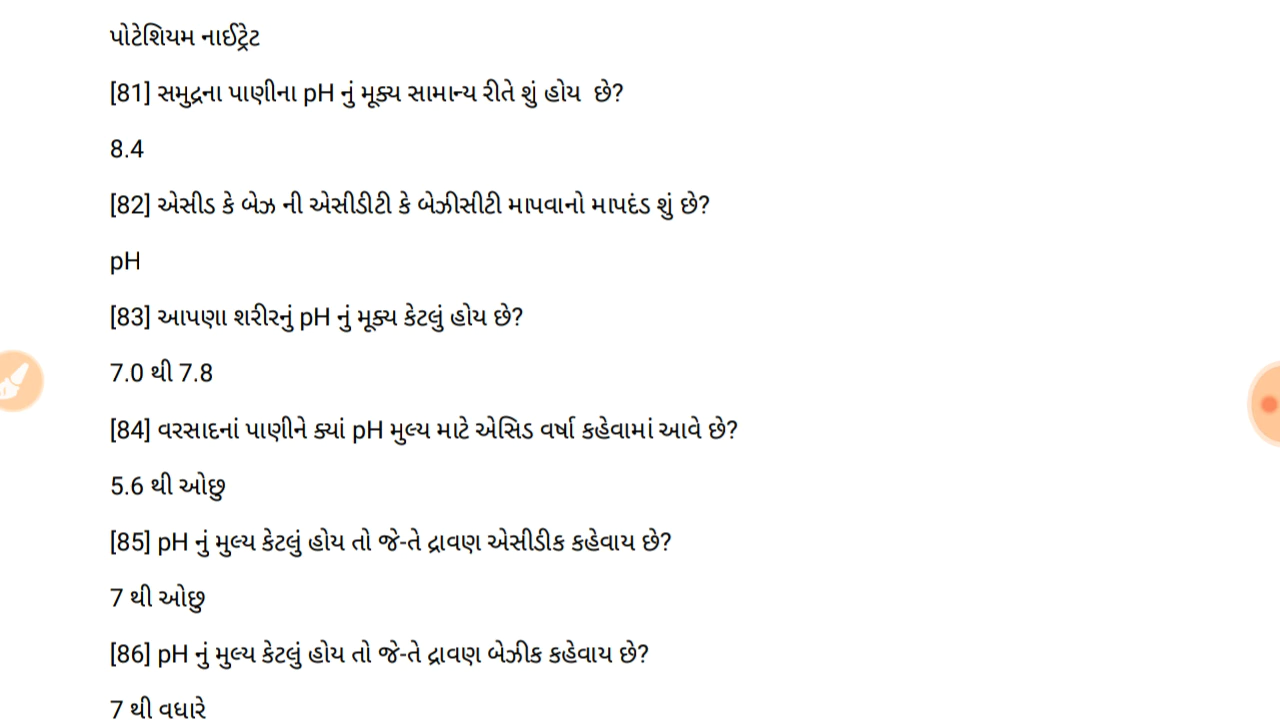 પોટેશિયમ નાઈટ્રેટ
[81] સમુદ્રના પાણીના pH નું મૂક્ય સામાન્ય રીતે શું હોય છે?
8.4
[82] એસીડ કે બેઝ ની એસીડીટી કે બેઝીસીટી માપવાનો માપદંડ શું છે?
pH
[83] આપણા શરીરનું pH નું મૂક્ય કેટલું હોય છે?
7.0 થી 7.8
[84] વરસાદનાં પાણીને ક્યાં pH મુલ્ય માટે એસિડ વર્ષા કહેવામાં આવે છે?
5.6 થી ઓછુ
[85] pH નું મુલ્ય કેટલું હોય તો જે-તે દ્રાવણ એસીડીક કહેવાય છે?
7 થી ઓછુ
[86] pH નું મુલ્ય કેટલું હોય તો જે-તે દ્રાવણ બેઝીક કહેવાય છે?
7 થી વધારે